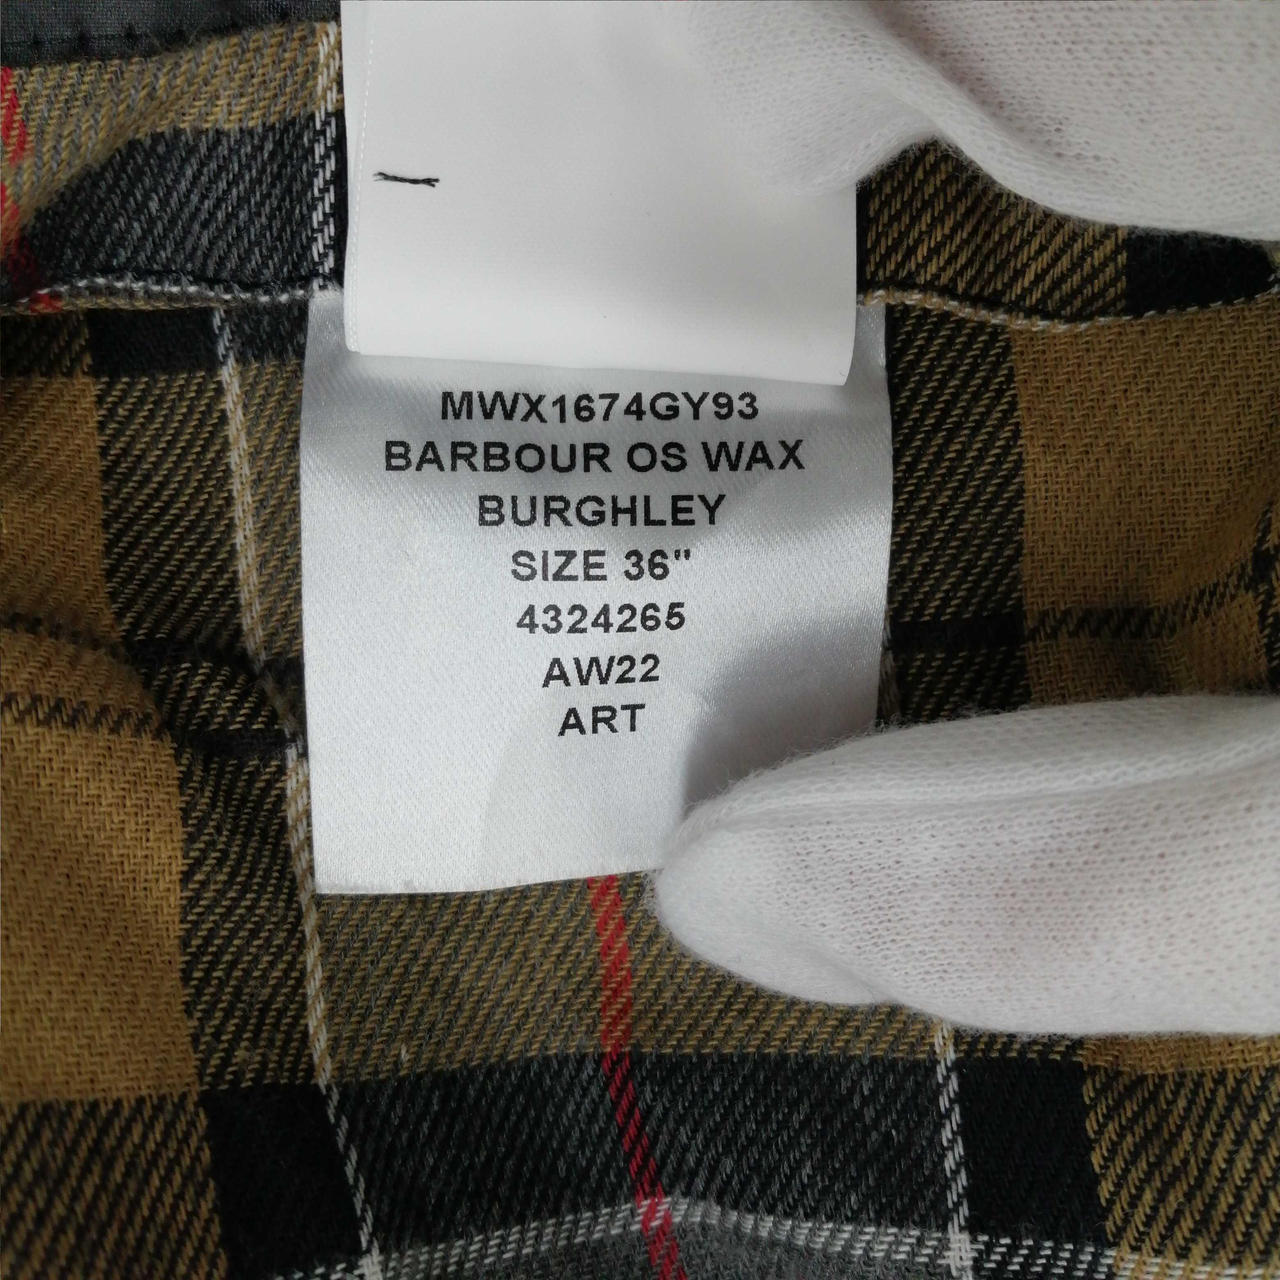 MWX1674GY93
BARBOUR OS WAX
BURGHLEY
SIZE 36"
4324265
AW22
ART